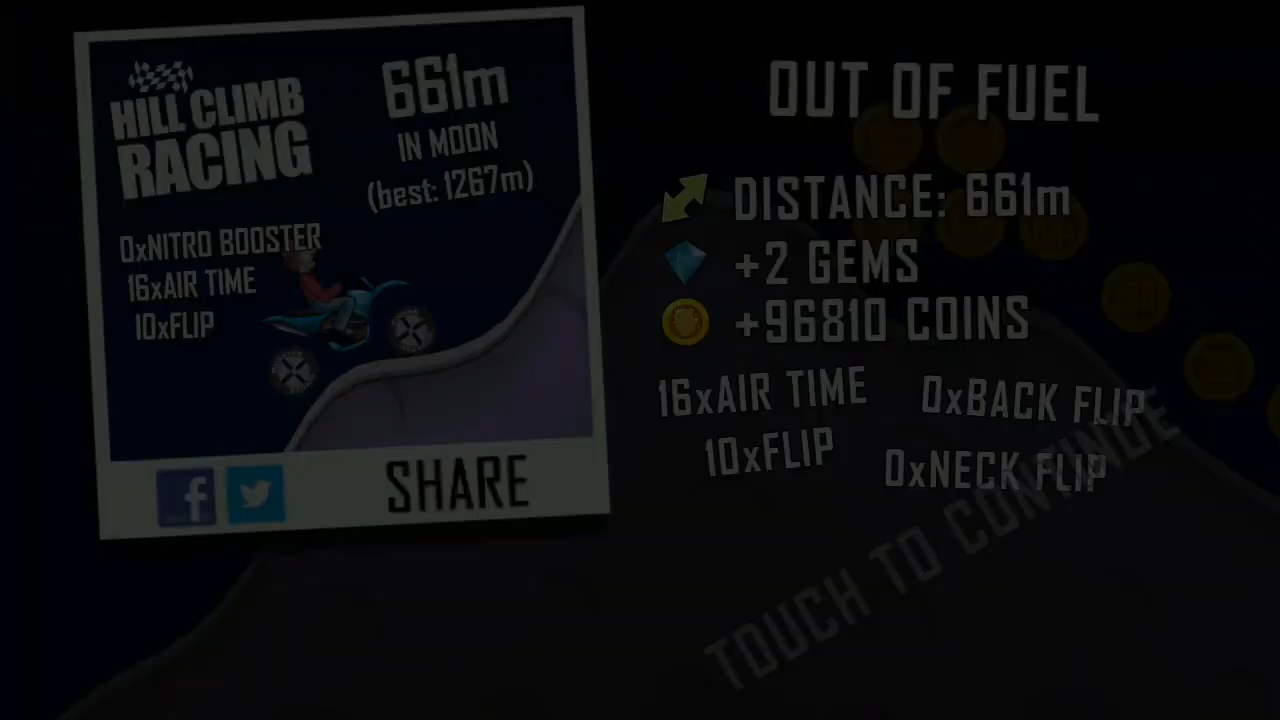 HILL CLIMB
RACING
661m
IN MOON
(best: 1267m)
0xNITRO BOOSTER
16xAIR TIME
10xFLIP
f
SHARE
OUT OF FUEL
DISTANCE: 661m
+2 GEMS
+96810 COINS
16xAIR TIME
0xBACK FLIP
10xFLIP
0xNECK FLIP
TOUCH TO CONTINUE